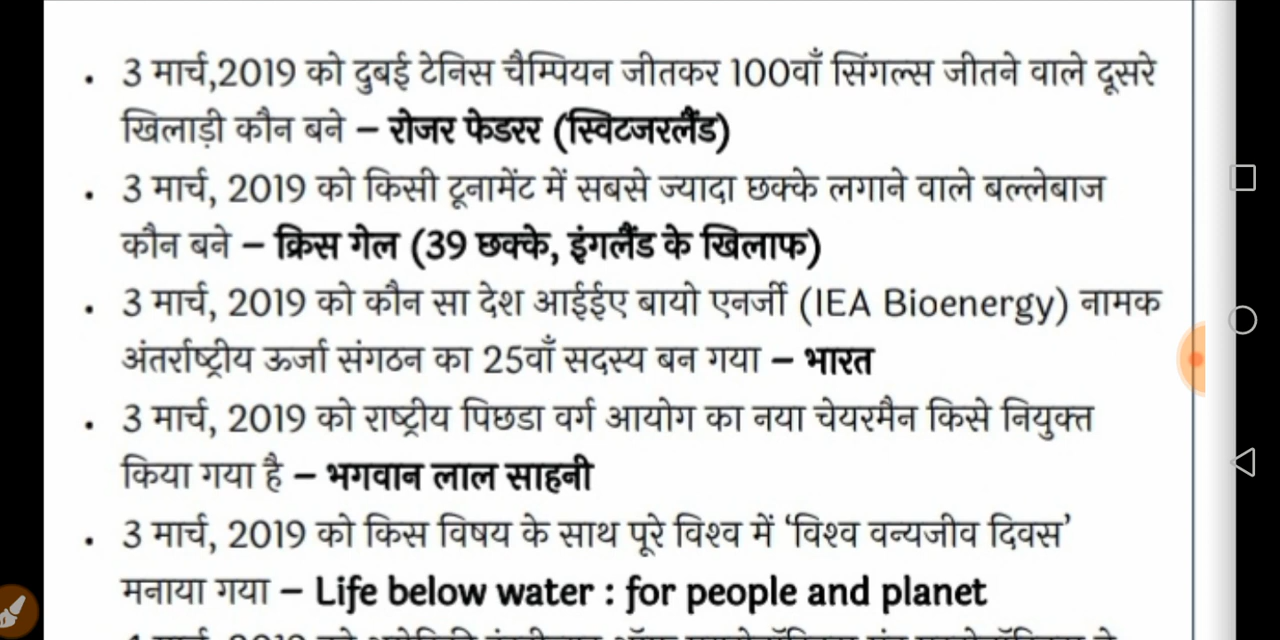 • 3 मार्च,2019 को दुबई टेनिस चैम्पियन जीतकर 100वाँ सिंगल्स जीतने वाले दूसरे
खिलाड़ी कौन बने – रोजर फेडरर (स्विटजरलैंड)
• 3 मार्च, 2019 को किसी टूनामेंट में सबसे ज्यादा छक्के लगाने वाले बल्लेबाज
कौन बने – क्रिस गेल (39 छक्के, इंगलैंड के खिलाफ)
• 3 मार्च, 2019 को कौन सा देश आईईए बायो एनर्जी (IEA Bioenergy) नामक
अंतर्राष्ट्रीय ऊर्जा संगठन का 25वाँ सदस्य बन गया – भारत
• 3 मार्च, 2019 को राष्ट्रीय पिछडा वर्ग आयोग का नया चेयरमैन किसे नियुक्त
किया गया है – भगवान लाल साहनी
• 3 मार्च, 2019 को किस विषय के साथ पूरे विश्व में ‘विश्व वन्यजीव दिवस’
मनाया गया – Life below water : for people and planet